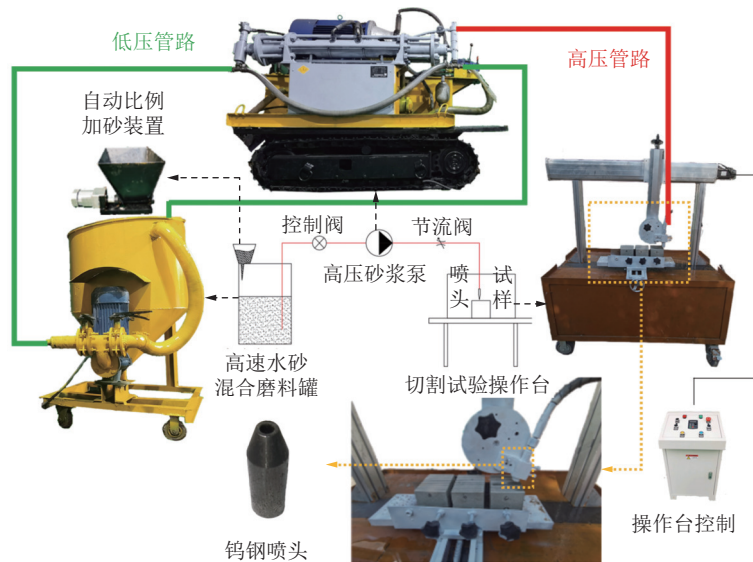 低压管路
高压管路
自动比例
加砂装置
控制阀
节流阀
高压砂浆泵
喷头
试样
高速水砂
混合磨料罐
切割试验操作台
钨钢喷头
操作台控制